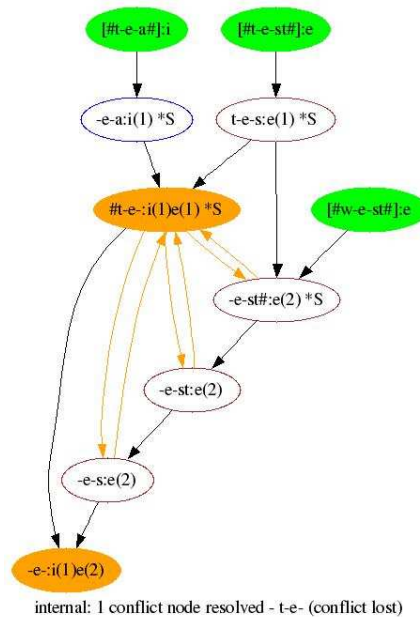 [#t-e-a#]:i
[#t-e-st#]:e
-e-a:i(1) *S
t-e-s:e(1) *S
#t-e-:i(1)e(1) *S
[#w-e-st#]:e
-e-st#:e(2) *S
-e-st:e(2)
-e-s:e(2)
-e-:i(1)e(2)
internal: 1 conflict node resolved - t-e- (conflict lost)